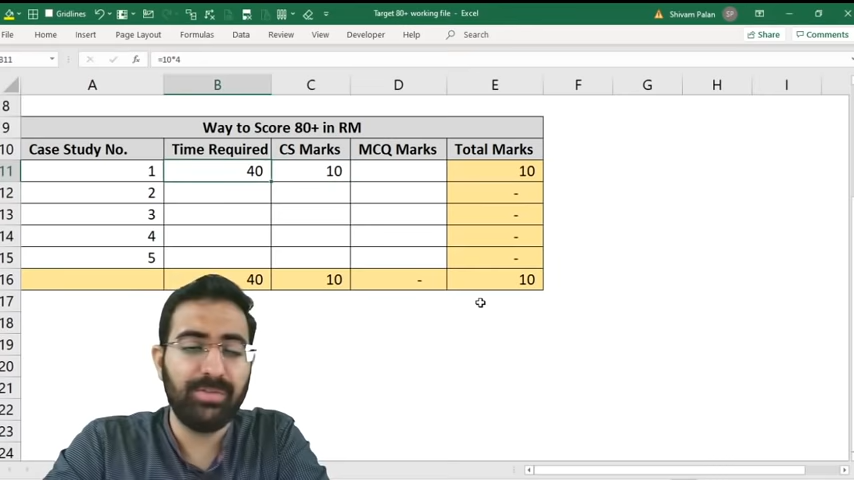 Gridlines
Target 80+ working file - Excel
Shivam Palan SP
File Home Insert Page Layout Formulas Data Review View Developer Help Search Share Comments
B11 fx =10*4
A B C D E F G H I
8
9 Way to Score 80+ in RM
10 Case Study No. Time Required CS Marks MCQ Marks Total Marks
11 1 40 10 10
12 2 -
13 3 -
14 4 -
15 5 -
16 40 10 - 10
17
18
19
20
21
22
23
24